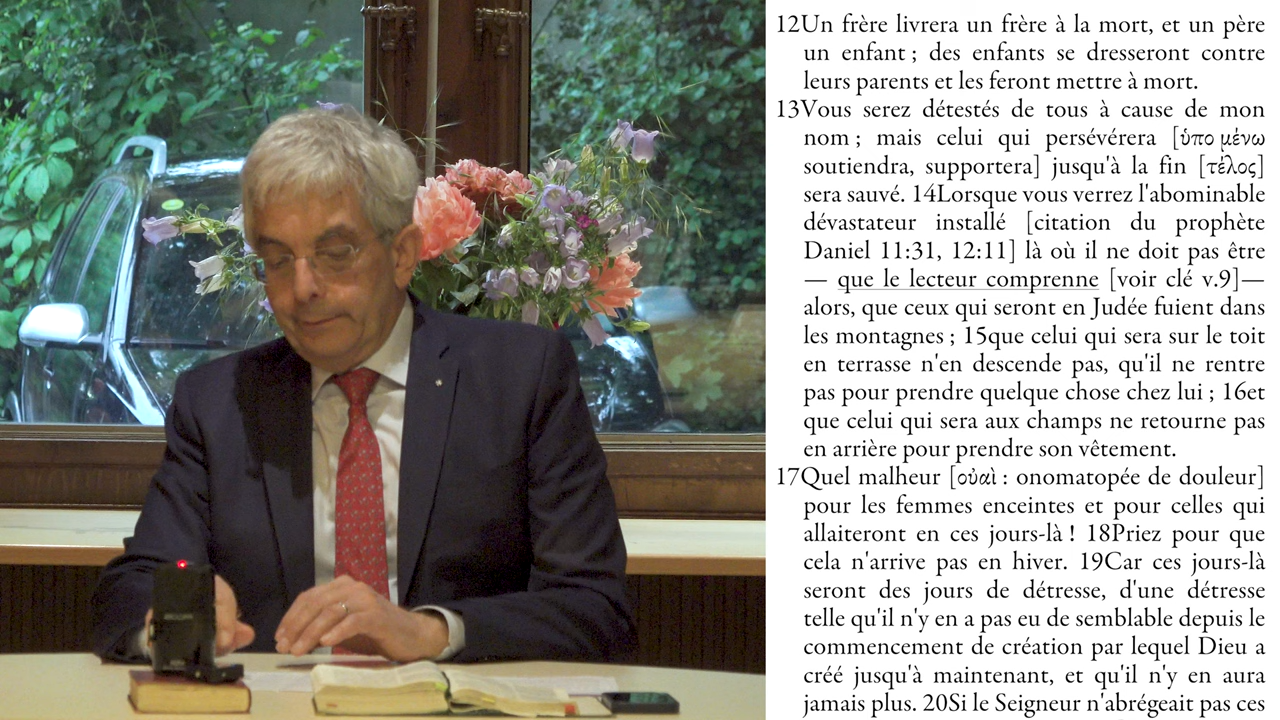 12Un frère livrera un frère à la mort, et un père
un enfant ; des enfants se dresseront contre
leurs parents et les feront mettre à mort.
13Vous serez détestés de tous à cause de mon
nom ; mais celui qui persévérera [ὑπο μένω
soutiendra, supportera] jusqu'à la fin [τέλος]
sera sauvé. 14Lorsque vous verrez l'abominable
dévastateur installé [citation du prophète
Daniel 11:31, 12:11] là où il ne doit pas être
— que le lecteur comprenne [voir clé v.9]—
alors, que ceux qui seront en Judée fuient dans
les montagnes ; 15que celui qui sera sur le toit
en terrasse n'en descende pas, qu'il ne rentre
pas pour prendre quelque chose chez lui ; 16et
que celui qui sera aux champs ne retourne pas
en arrière pour prendre son vêtement.
17Quel malheur [οὐαὶ : onomatopée de douleur]
pour les femmes enceintes et pour celles qui
allaiteront en ces jours-là ! 18Priez pour que
cela n'arrive pas en hiver. 19Car ces jours-là
seront des jours de détresse, d'une détresse
telle qu'il n'y en a pas eu de semblable depuis le
commencement de création par lequel Dieu a
créé jusqu'à maintenant, et qu'il n'y en aura
jamais plus. 20Si le Seigneur n'abrégeait pas ces